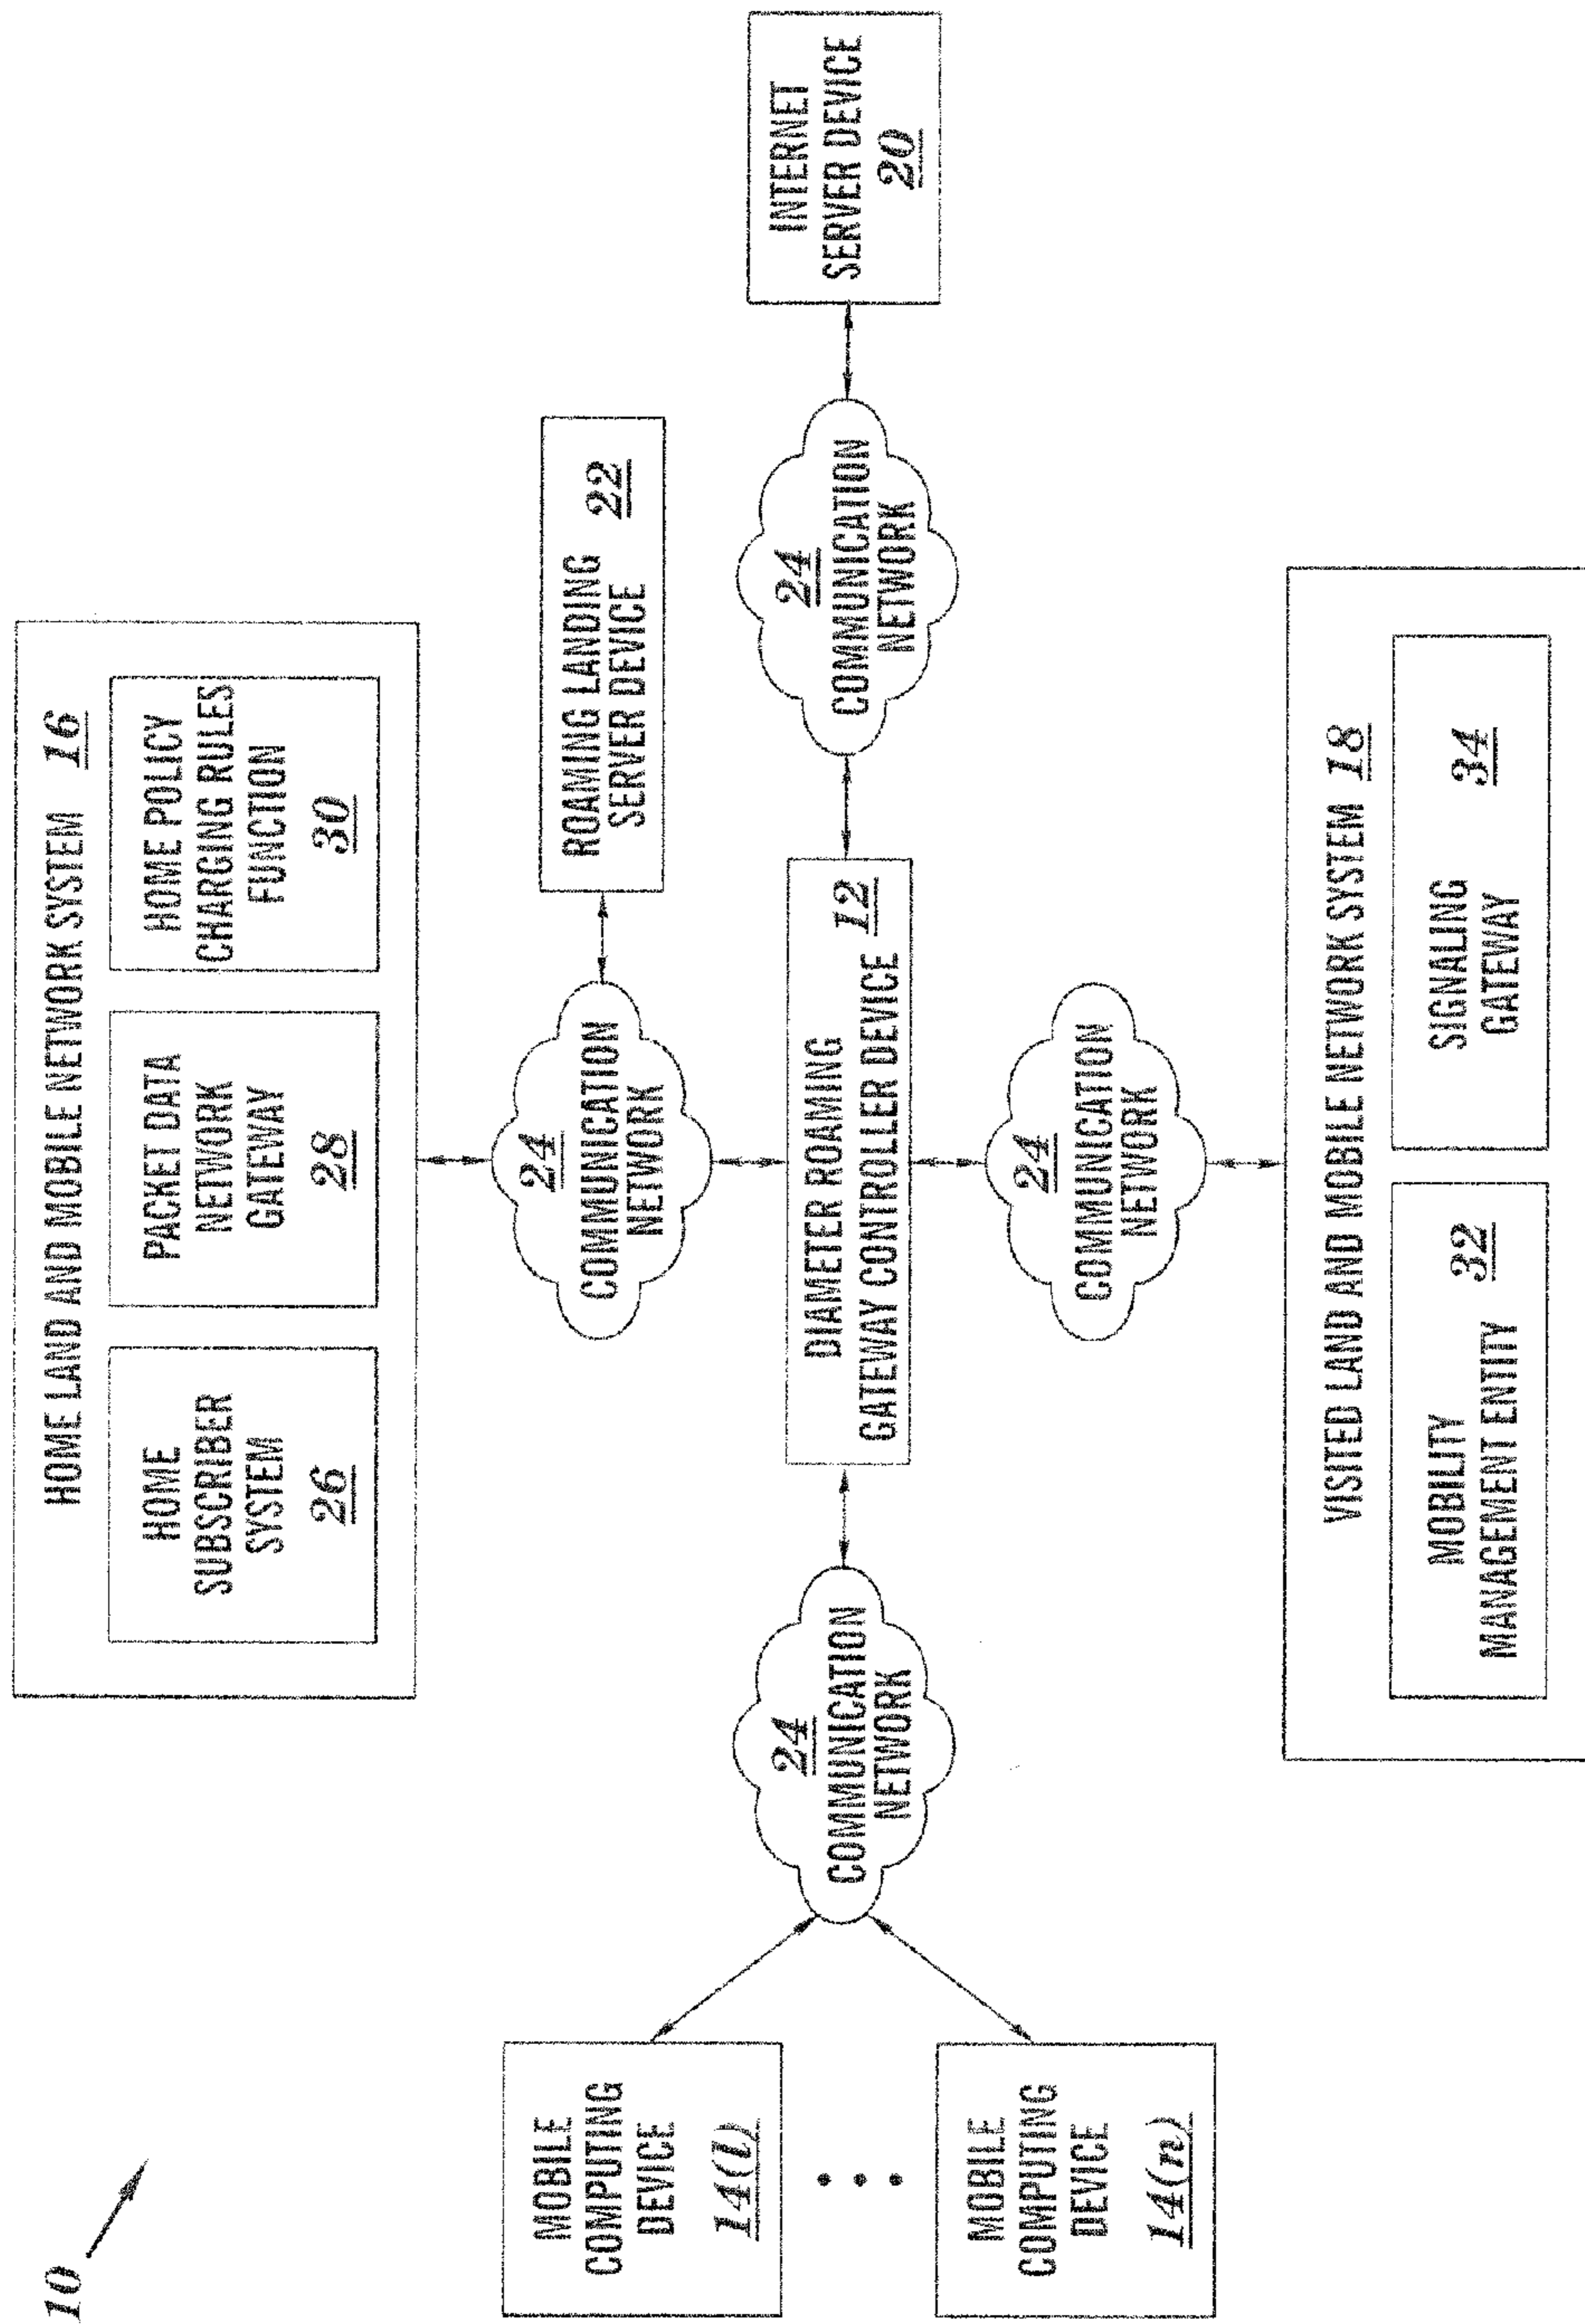 10
HOME LAND AND MOBILE NETWORK SYSTEM 16
HOME
SUBSCRIBER
SYSTEM
26
PACKET DATA
NETWORK
GATEWAY
28
HOME POLICY
CHARGING RULES
FUNCTION
30
24
COMMUNICATION
NETWORK
ROAMING LANDING
SERVER DEVICE 22
MOBILE
COMPUTING
DEVICE
14(1)
MOBILE
COMPUTING
DEVICE
14(n)
24
COMMUNICATION
NETWORK
DIAMETER ROAMING
GATEWAY CONTROLLER DEVICE 12
24
COMMUNICATION
NETWORK
INTERNET
SERVER DEVICE
20
24
COMMUNICATION
NETWORK
VISITED LAND AND MOBILE NETWORK SYSTEM 18
MOBILITY
MANAGEMENT ENTITY 32
SIGNALING
GATEWAY 34